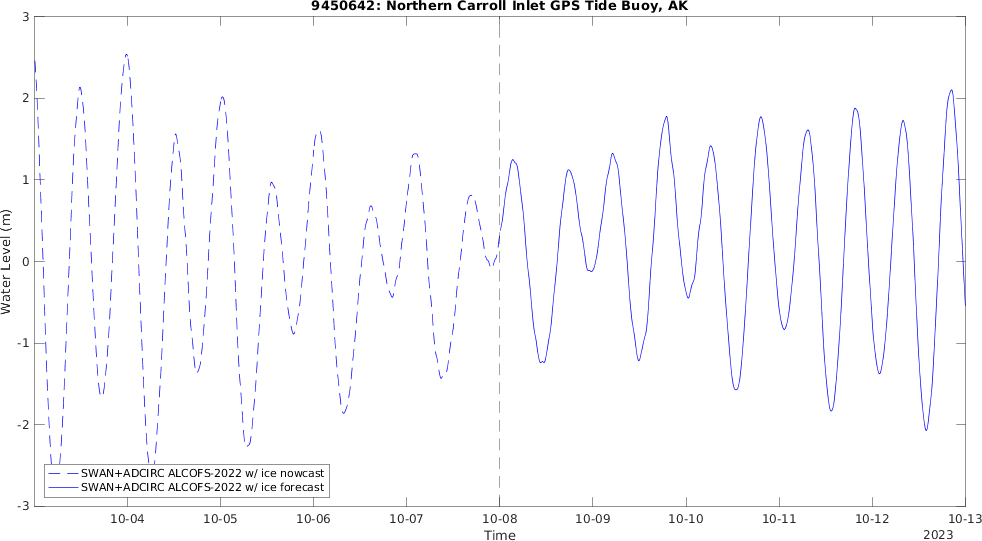 9450642: Northern Carroll Inlet GPS Tide Buoy, AK
3
2
1
0
-1
-2
-3
Water Level (m)
SWAN+ADCIRC ALCOFS-2022 w/ ice nowcast
SWAN+ADCIRC ALCOFS-2022 w/ ice forecast
10-04 10-05 10-06 10-07 10-08 10-09 10-10 10-11 10-12 10-13
Time
2023